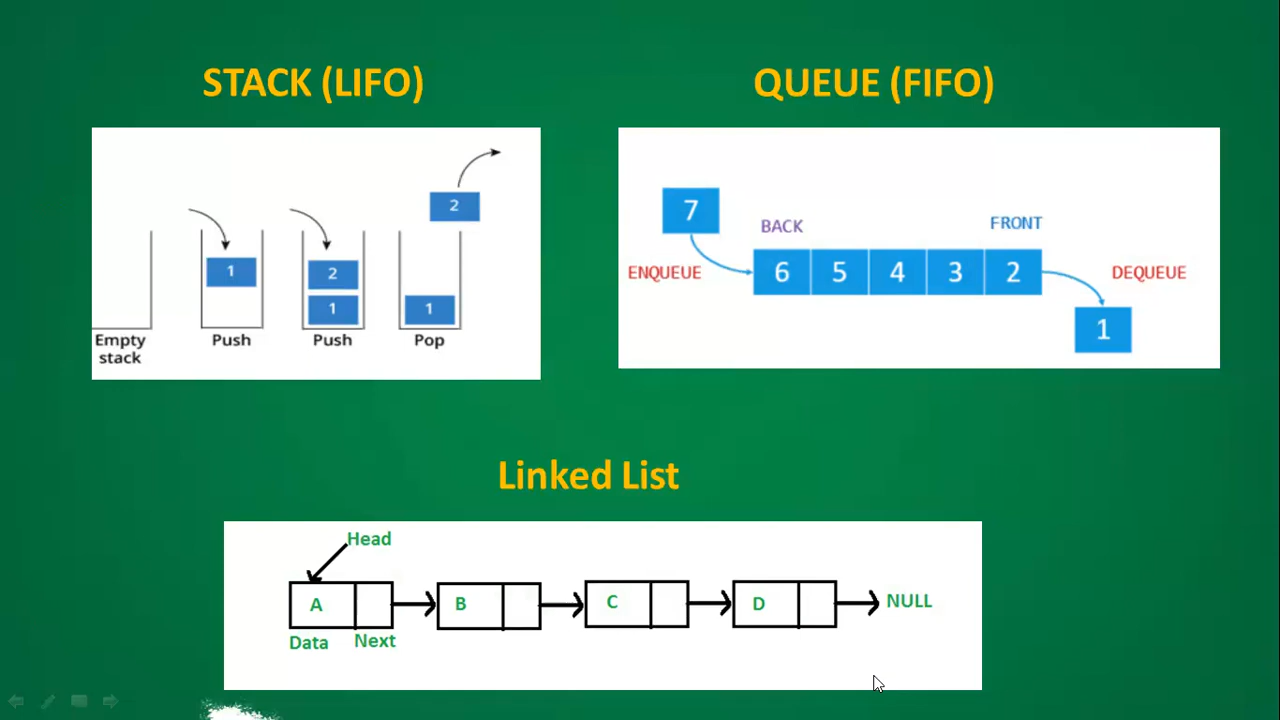 STACK (LIFO)
QUEUE (FIFO)
2
1
2
1
1
Empty
stack
Push
Push
Pop
7
BACK
FRONT
ENQUEUE
6 5 4 3 2
DEQUEUE
1
Linked List
Head
A
B
C
D
NULL
Data
Next